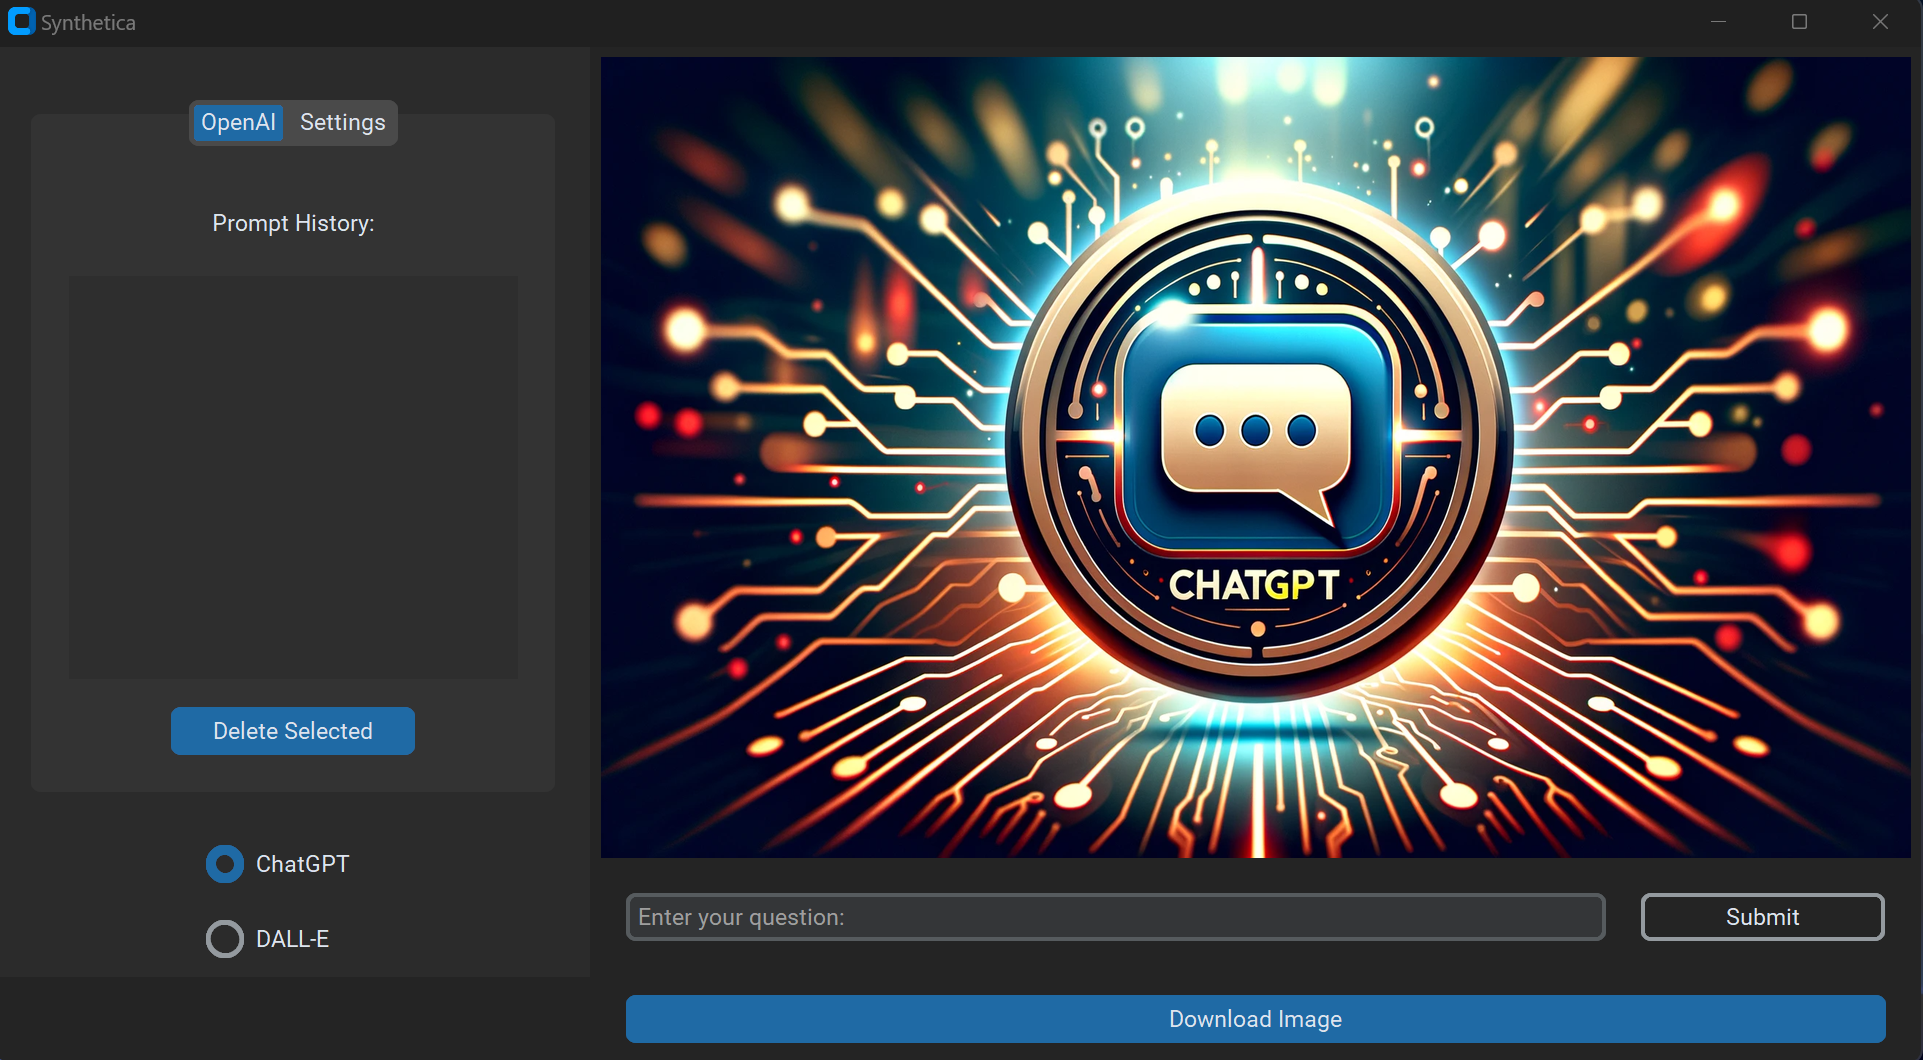 Synthetica
OpenAI
Settings
Prompt History:
Delete Selected
ChatGPT
DALL-E
CHATGPT
Enter your question:
Submit
Download Image